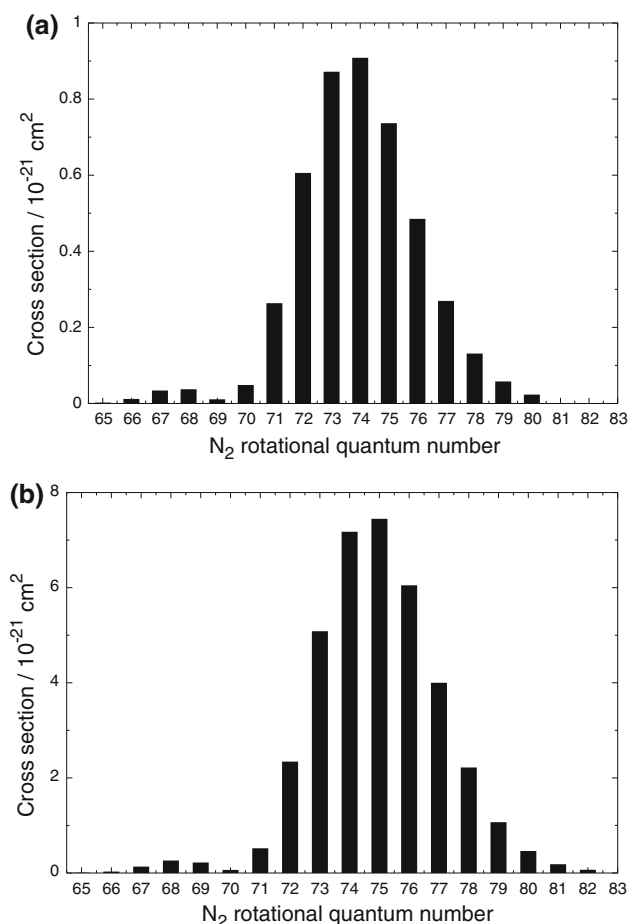 (a)
1
0.8
0.6
0.4
0.2
0
Cross section / 10⁻²¹ cm²
65 66 67 68 69 70 71 72 73 74 75 76 77 78 79 80 81 82 83
N₂ rotational quantum number
(b)
8
6
4
2
0
Cross section / 10⁻²¹ cm²
65 66 67 68 69 70 71 72 73 74 75 76 77 78 79 80 81 82 83
N₂ rotational quantum number